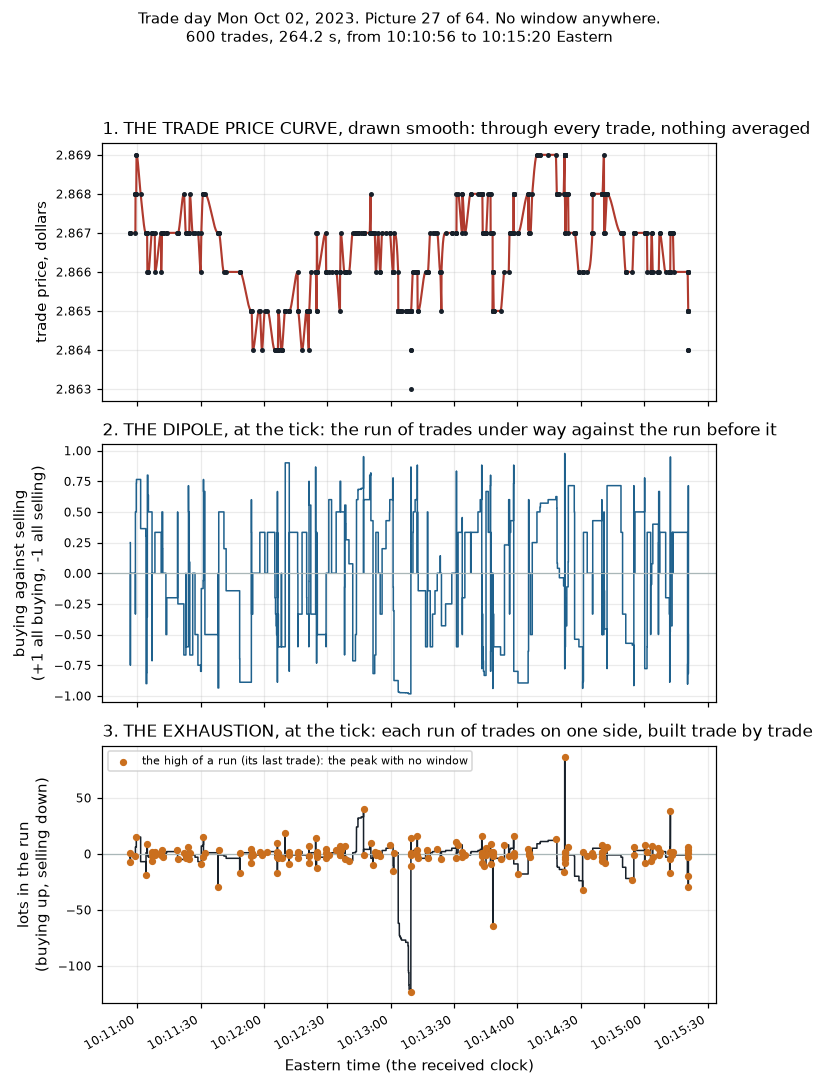 Trade day Mon Oct 02, 2023. Picture 27 of 64. No window anywhere.
600 trades, 264.2 s, from 10:10:56 to 10:15:20 Eastern
1. THE TRADE PRICE CURVE, drawn smooth: through every trade, nothing averaged
trade price, dollars
2.869
2.868
2.867
2.866
2.865
2.864
2.863
2. THE DIPOLE, at the tick: the run of trades under way against the run before it
buying against selling
(+1 all buying, -1 all selling)
1.00
0.75
0.50
0.25
0.00
−0.25
−0.50
−0.75
−1.00
3. THE EXHAUSTION, at the tick: each run of trades on one side, built trade by trade
the high of a run (its last trade): the peak with no window
lots in the run
(buying up, selling down)
50
0
−50
−100
10:11:00
10:11:30
10:12:00
10:12:30
10:13:00
10:13:30
10:14:00
10:14:30
10:15:00
10:15:30
Eastern time (the received clock)